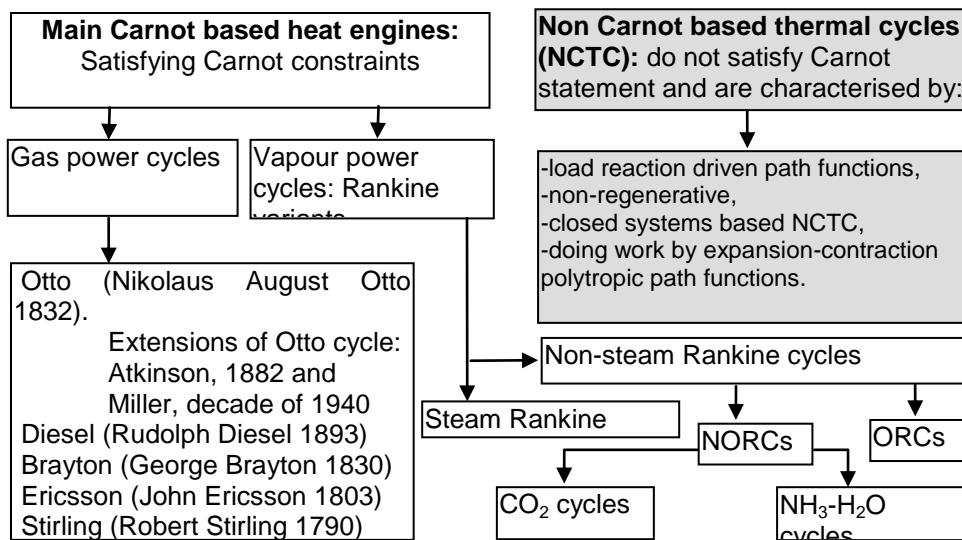 Main Carnot based heat engines:
Satisfying Carnot constraints
Non Carnot based thermal cycles
(NCTC): do not satisfy Carnot
statement and are characterised by:
Gas power cycles
Vapour power
cycles: Rankine
variants
-load reaction driven path functions,
-non-regenerative,
-closed systems based NCTC,
-doing work by expansion-contraction
polytropic path functions.
Otto (Nikolaus August Otto
1832).
Extensions of Otto cycle:
Atkinson, 1882 and
Miller, decade of 1940
Diesel (Rudolph Diesel 1893)
Brayton (George Brayton 1830)
Ericsson (John Ericsson 1803)
Stirling (Robert Stirling 1790)
Non-steam Rankine cycles
Steam Rankine
NORCs
ORCs
CO₂ cycles
NH₃-H₂O
cycles